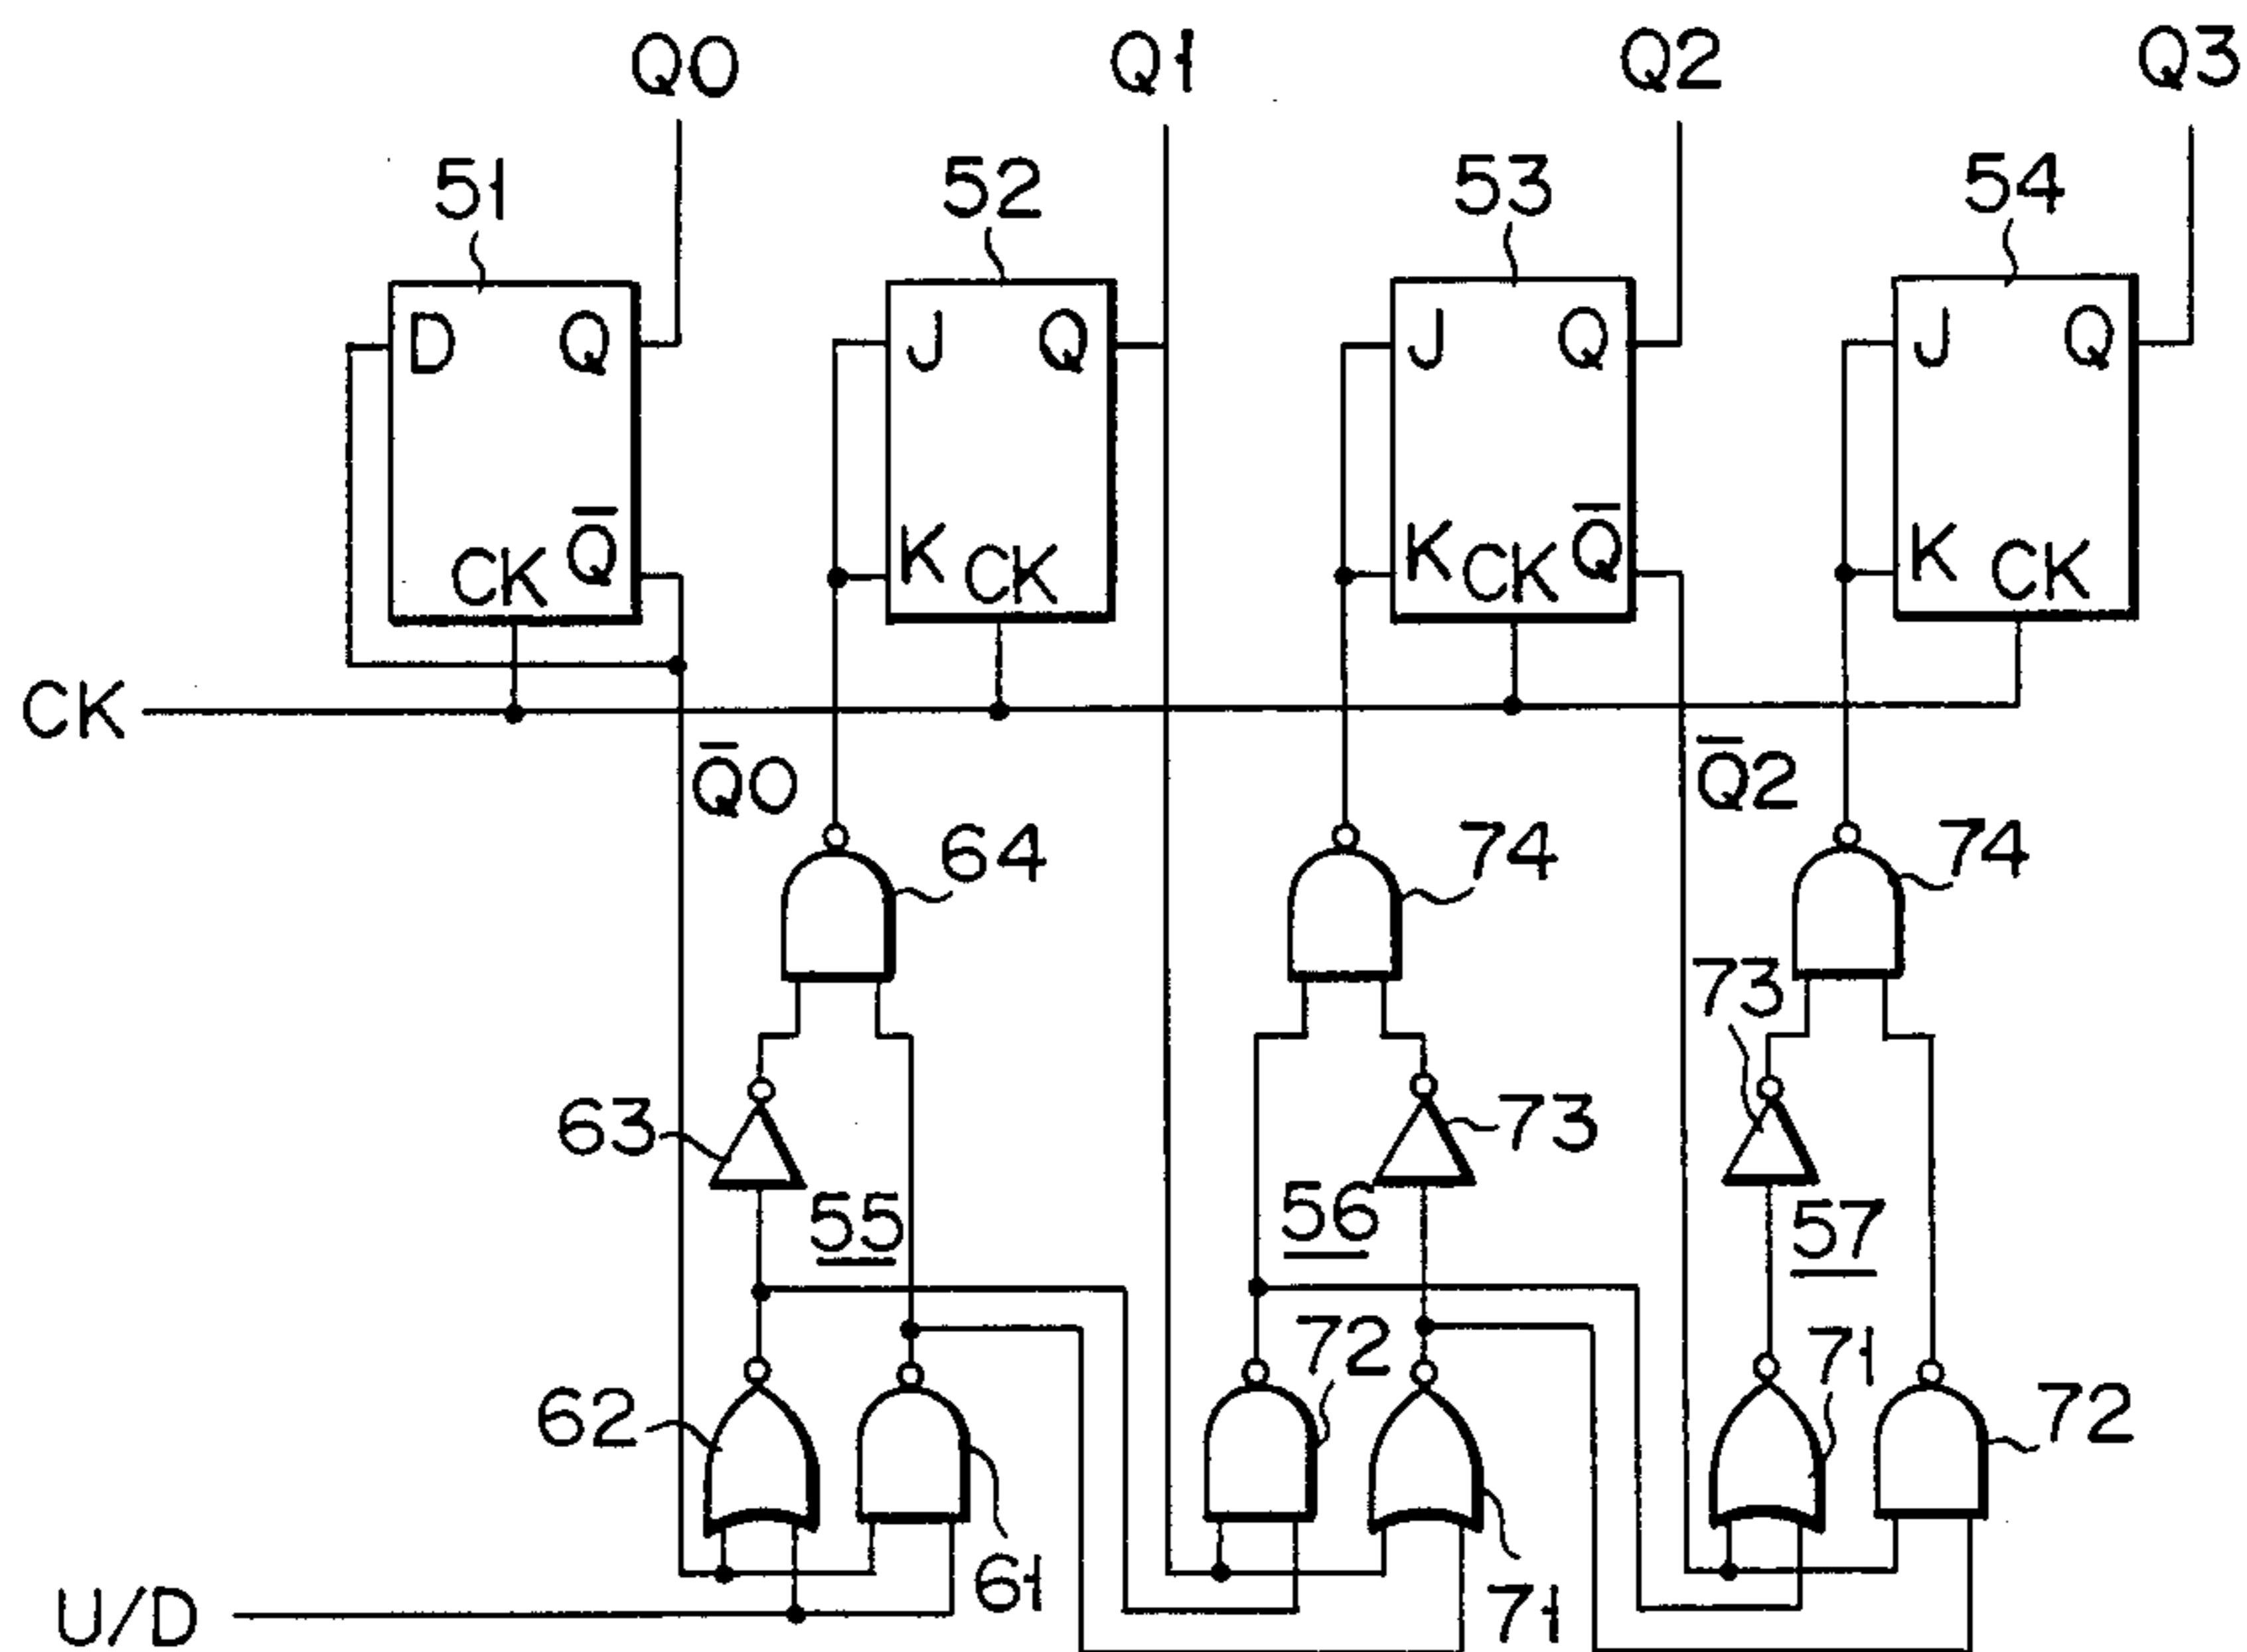 Q0 Q1 Q2 Q3
51 52 53 54
D Q J Q J Q J Q
CK Q̅ K CK K CK Q̅ K CK
CK
Q̅0 Q̅2
64 74 74
73
63 73
55 56 57
72 71
62 72
61 71
U/D